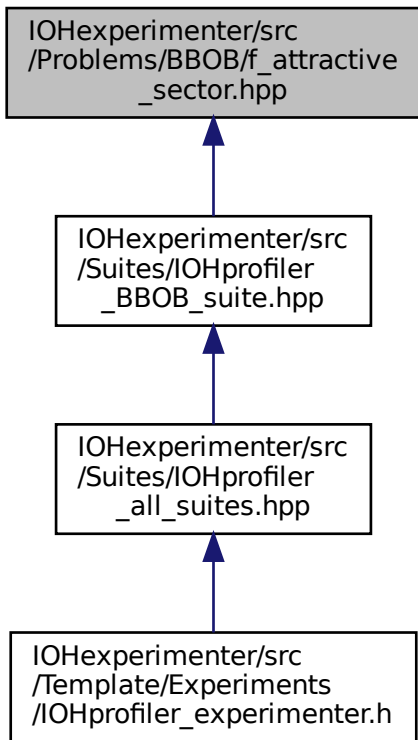 IOHexperimenter/src
/Problems/BBOB/f_attractive
_sector.hpp
IOHexperimenter/src
/Suites/IOHprofiler
_BBOB_suite.hpp
IOHexperimenter/src
/Suites/IOHprofiler
_all_suites.hpp
IOHexperimenter/src
/Template/Experiments
/IOHprofiler_experimenter.h